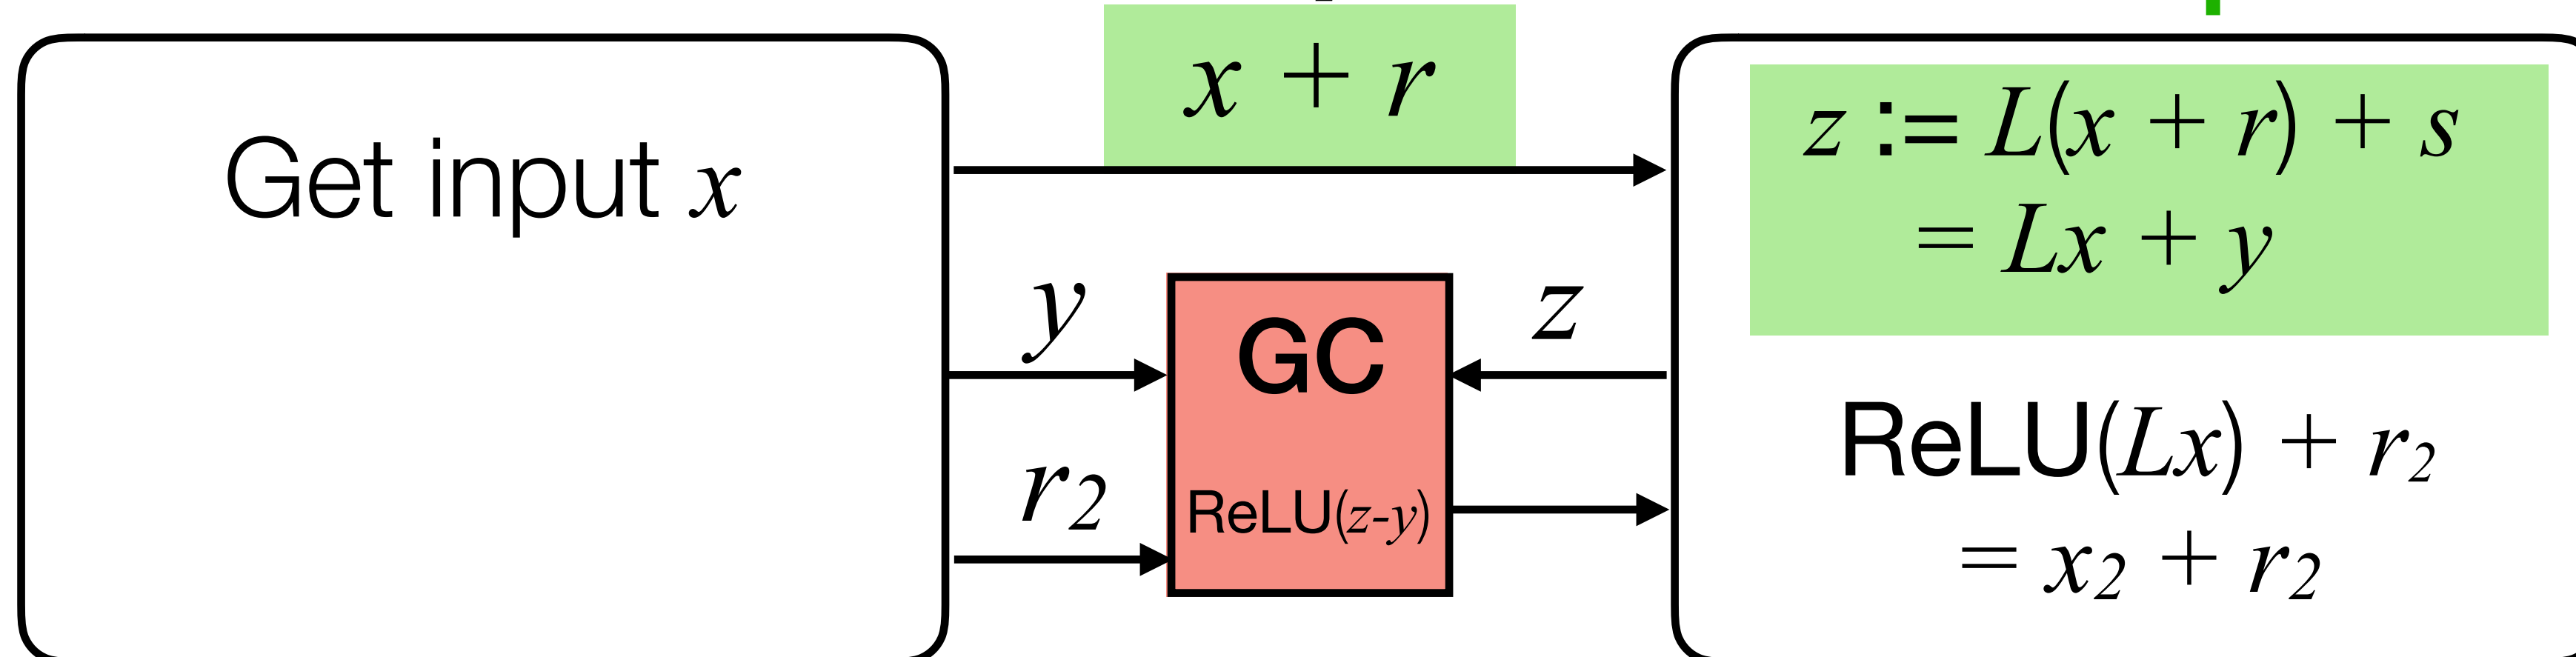 Get input x
x + r
y
r₂
GC
ReLU(z-y)
z
z := L(x + r) + s
= Lx + y
ReLU(Lx) + r₂
= x₂ + r₂